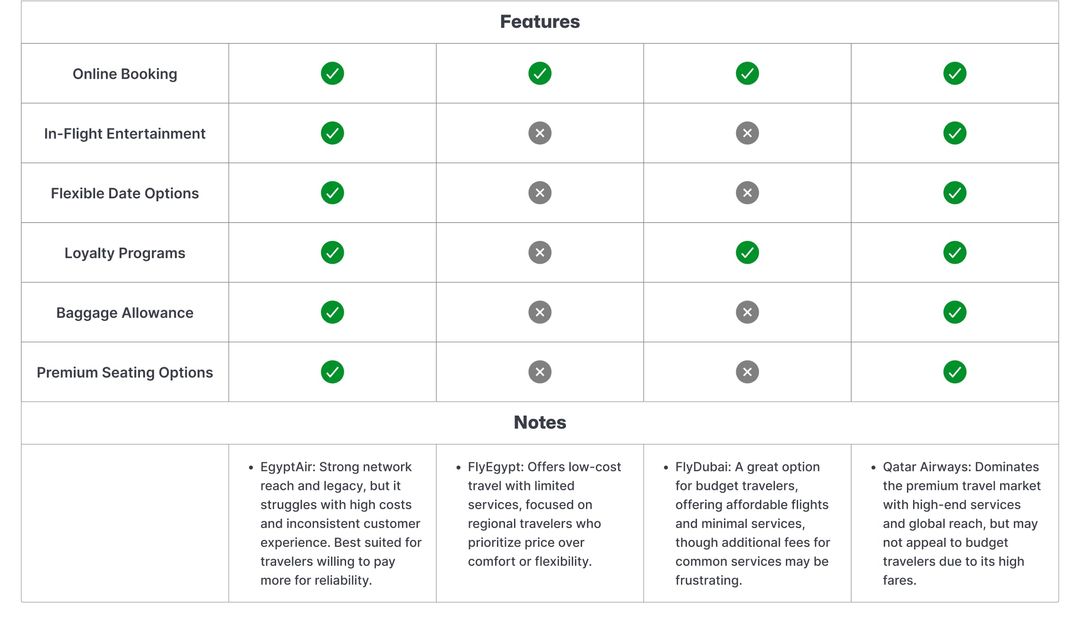 Features
Online Booking
In-Flight Entertainment
Flexible Date Options
Loyalty Programs
Baggage Allowance
Premium Seating Options
Notes
• EgyptAir: Strong network
reach and legacy, but it
struggles with high costs
and inconsistent customer
experience. Best suited for
travelers willing to pay
more for reliability.
• FlyEgypt: Offers low-cost
travel with limited
services, focused on
regional travelers who
prioritize price over
comfort or flexibility.
• FlyDubai: A great option
for budget travelers,
offering affordable flights
and minimal services,
though additional fees for
common services may be
frustrating.
• Qatar Airways: Dominates
the premium travel market
with high-end services
and global reach, but may
not appeal to budget
travelers due to its high
fares.